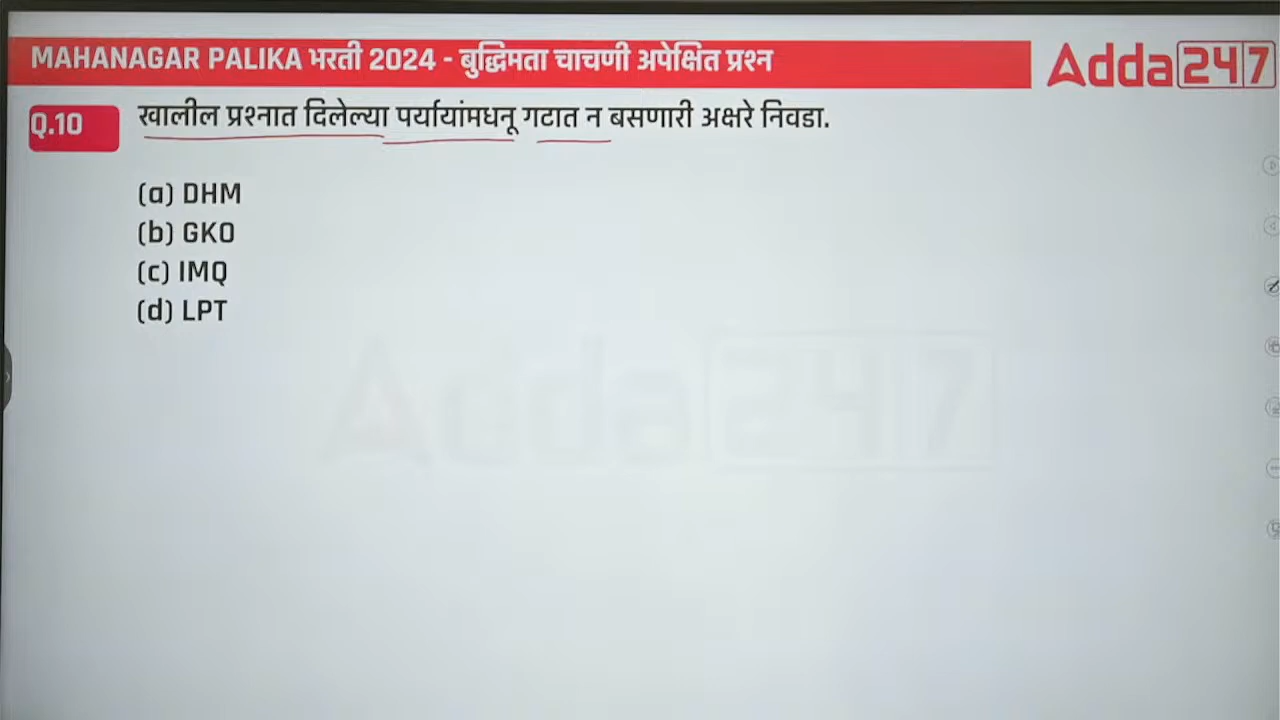 MAHANAGAR PALIKA भरती 2024 - बुद्धिमता चाचणी अपेक्षित प्रश्न
Adda247
Q.10 खालील प्रश्नात दिलेल्या पर्यायांमधनू गटात न बसणारी अक्षरे निवडा.
(a) DHM
(b) GKO
(c) IMQ
(d) LPT
Adda247